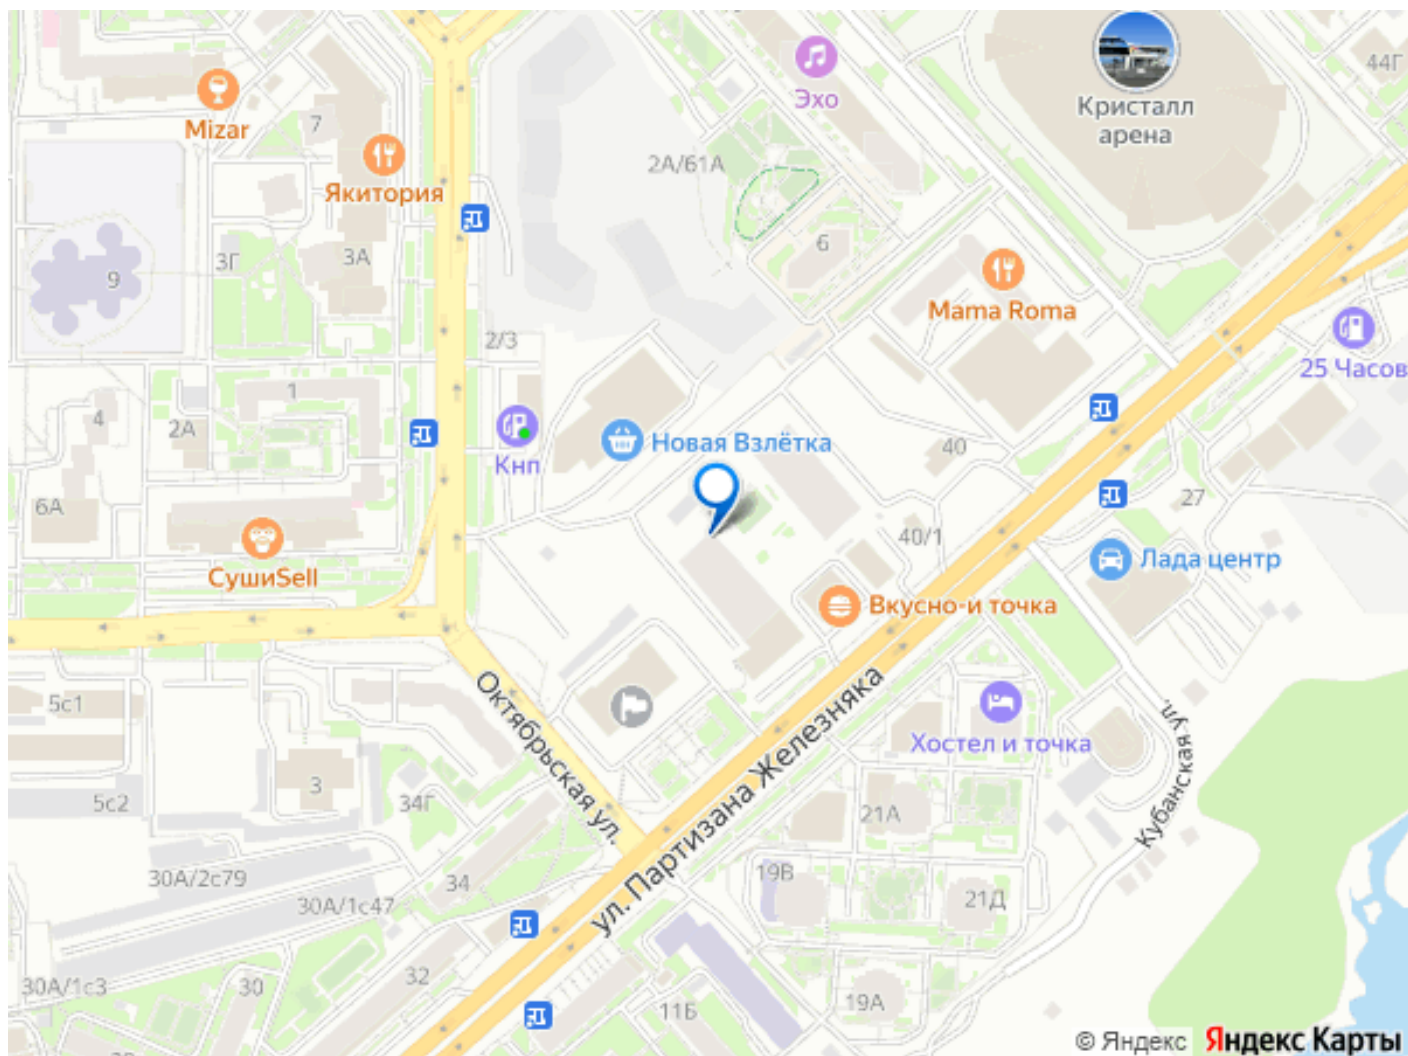 44Г
Эхо
Кристалл
арена
Mizar
7
2А/61А
Якитория
6
3Г
3А
9
Mama Roma
2/3
25 Часов
1
4
2А
Новая Взлётка
40
Кнп
6А
27
40/1
СушиSell
Лада центр
Вкусно-и точка
5с1
Октябрьская ул.
ул. Партизана Железняка
Хостел и точка
Кубанская ул.
3
5с2
34Г
21А
30А/2с79
34
19В
30А/1с47
21Д
32
30А/1с3
30
19А
11Б
© Яндекс Яндекс Карты